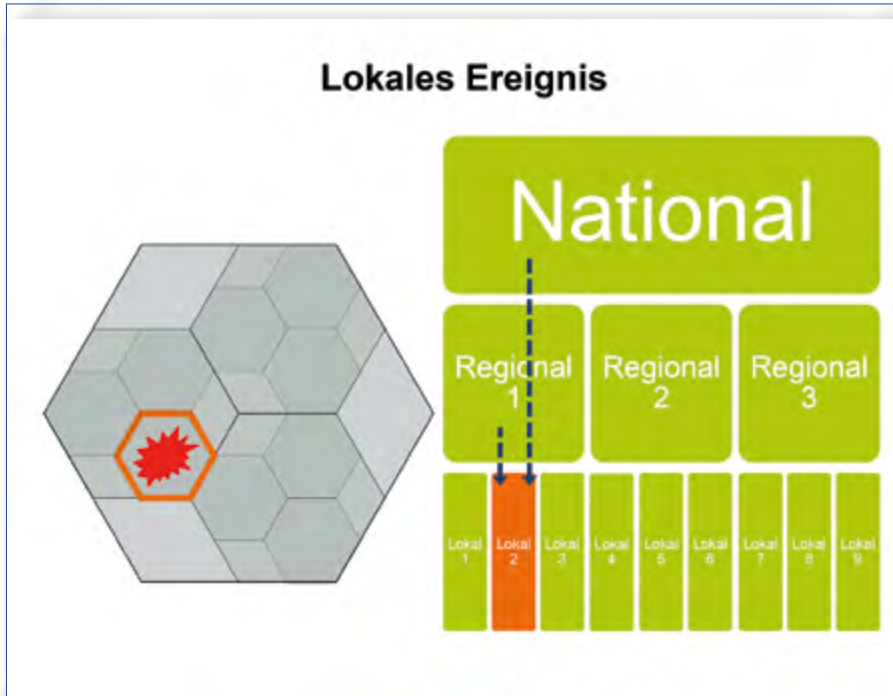 Lokales Ereignis
National
Regional
1
Regional
2
Regional
3
Lokal
1
Lokal
2
Lokal
3
Lokal
4
Lokal
5
Lokal
6
Lokal
7
Lokal
8
Lokal
9